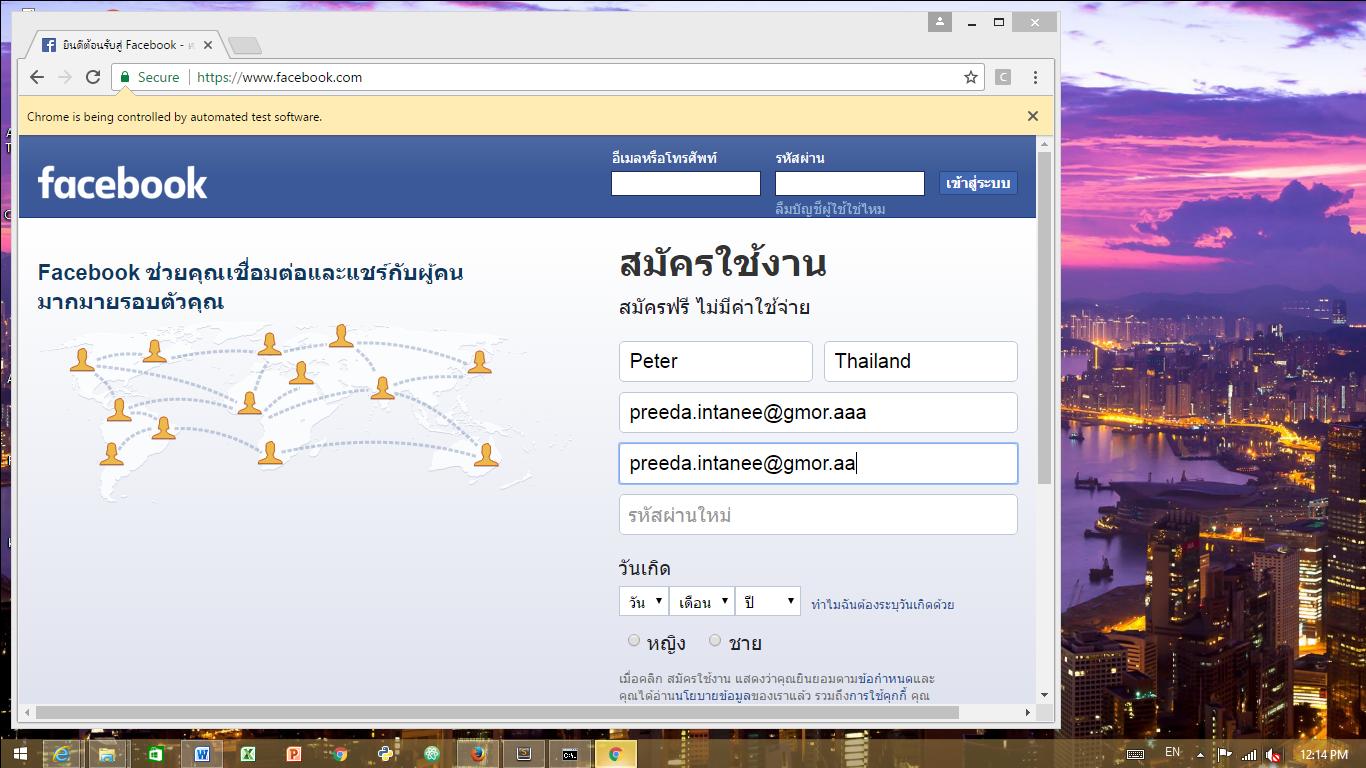 ยินดีต้อนรับสู่ Facebook -
Secure
https://www.facebook.com
C
Chrome is being controlled by automated test software.
facebook
อีเมลหรือโทรศัพท์
รหัสผ่าน
เข้าสู่ระบบ
ลืมบัญชีผู้ใช้ใช่ไหม
Facebook ช่วยคุณเชื่อมต่อและแชร์กับผู้คน
มากมายรอบตัวคุณ
สมัครใช้งาน
สมัครฟรี ไม่มีค่าใช้จ่าย
Peter
Thailand
preeda.intanee@gmor.aaa
preeda.intanee@gmor.aa
รหัสผ่านใหม่
วันเกิด
วัน
เดือน
ปี
ทำไมฉันต้องระบุวันเกิดด้วย
หญิง
ชาย
เมื่อคลิก สมัครใช้งาน แสดงว่าคุณยินยอมตามข้อกำหนดและ
คุณได้อ่านนโยบายข้อมูลของเราแล้ว รวมถึงการใช้คุกกี้ คุณ
EN
12:14 PM